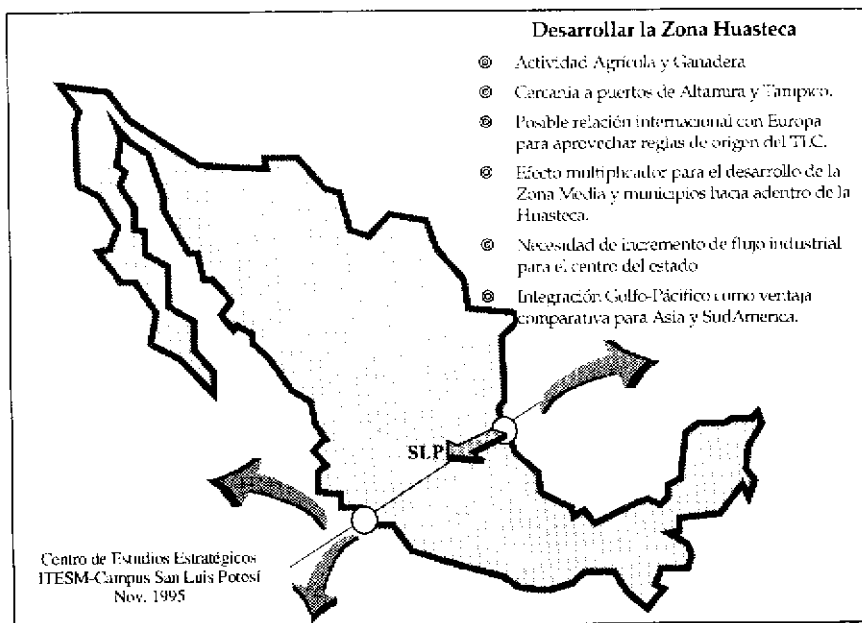 Desarrollar la Zona Huasteca
◎ Actividad Agrícola y Ganadera
◎ Cercanía a puertos de Altamira y Tampico.
◎ Posible relación internacional con Europa
para aprovechar reglas de origen del TLC.
◎ Efecto multiplicador para el desarrollo de la
Zona Media y municipios hacia adentro de la
Huasteca.
◎ Necesidad de incremento de flujo industrial
para el centro del estado
◎ Integración Golfo-Pácifico como ventaja
comparativa para Asia y SudAmerica.
SLP
Centro de Estudios Estratégicos
ITESM-Campus San Luis Potosí
Nov. 1995